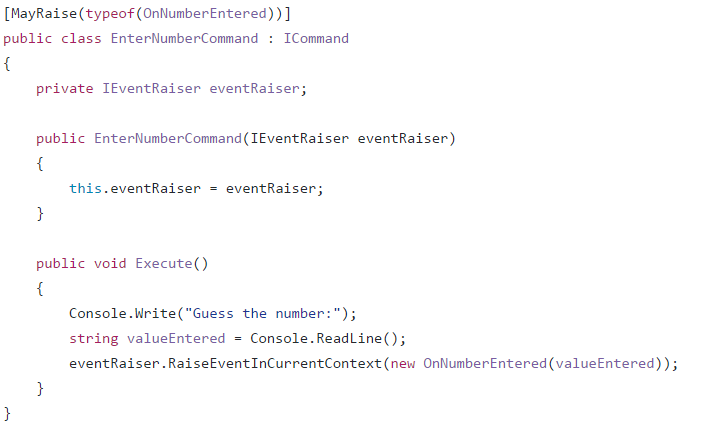 [MayRaise(typeof(OnNumberEntered))]
public class EnterNumberCommand : ICommand
{
    private IEventRaiser eventRaiser;

    public EnterNumberCommand(IEventRaiser eventRaiser)
    {
        this.eventRaiser = eventRaiser;
    }

    public void Execute()
    {
        Console.Write("Guess the number:");
        string valueEntered = Console.ReadLine();
        eventRaiser.RaiseEventInCurrentContext(new OnNumberEntered(valueEntered));
    }
}